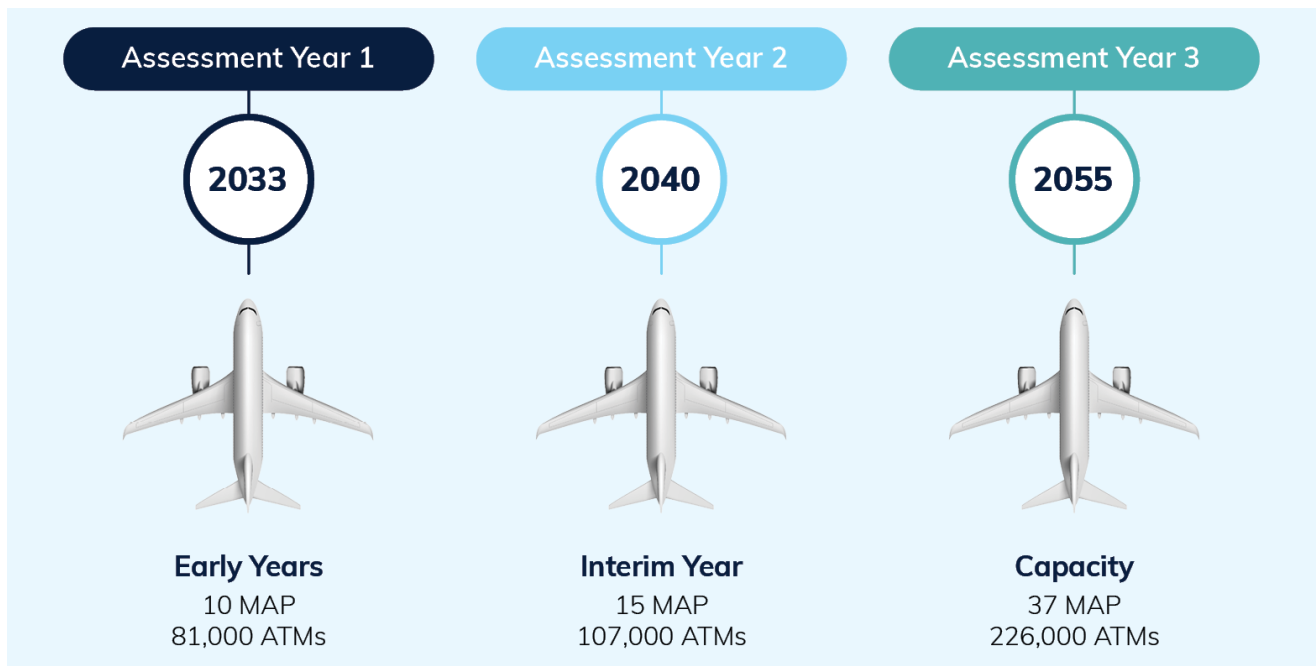 Assessment Year 1
2033
Early Years
10 MAP
81,000 ATMs
Assessment Year 2
2040
Interim Year
15 MAP
107,000 ATMs
Assessment Year 3
2055
Capacity
37 MAP
226,000 ATMs